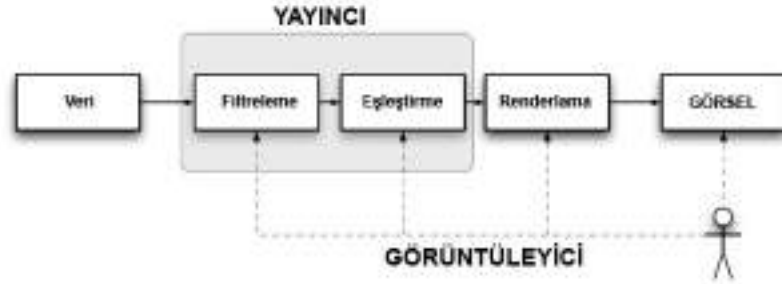 YAYINCI
Veri
Filtreleme
Eşleştirme
Renderlama
GÖRSEL
GÖRÜNTÜLEYİCİ